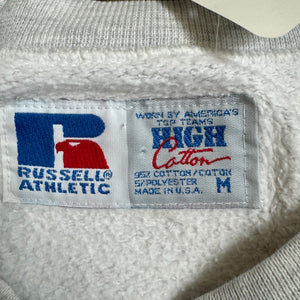 RUSSELL
ATHLETIC
WORN BY AMERICA'S
TOP TEAMS
HIGH
Cotton
95% COTTON/COTON
5/POLYESTER
MADE IN U.S.A.
M